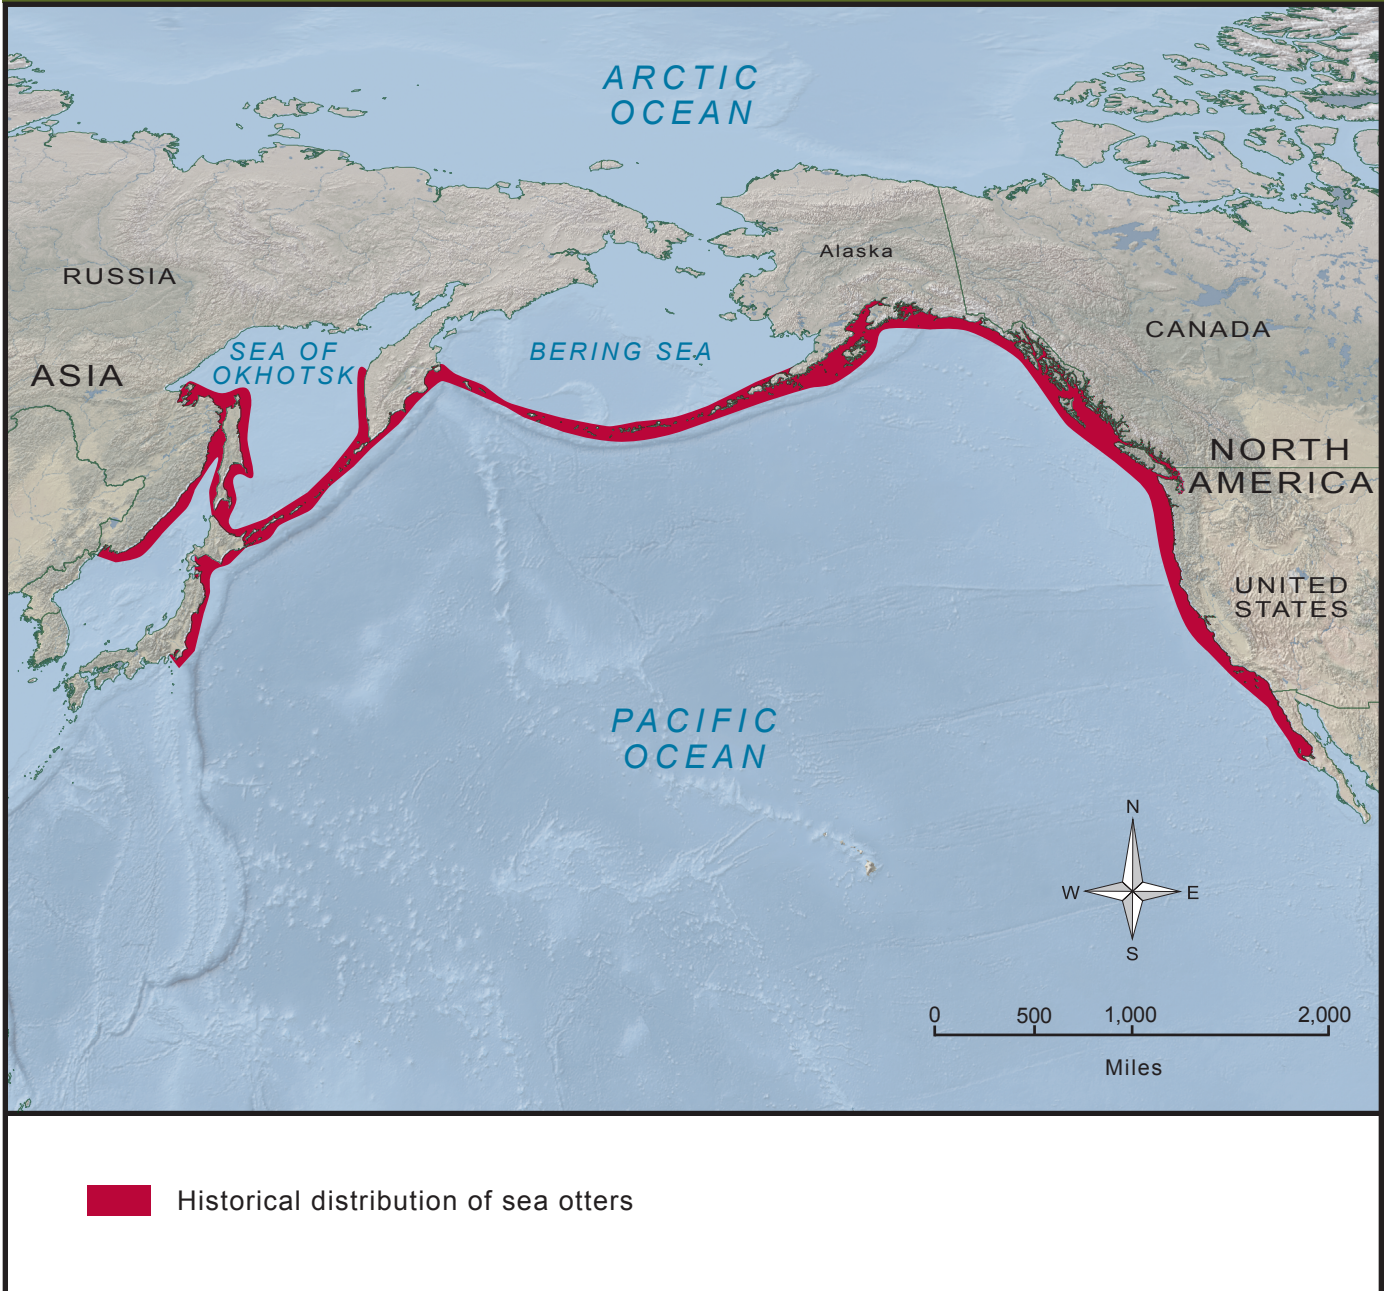 ARCTIC
OCEAN
RUSSIA
Alaska
CANADA
SEA OF
OKHOTSK
BERING SEA
ASIA
NORTH
AMERICA
UNITED
STATES
PACIFIC
OCEAN
N
W
E
S
0 500 1,000 2,000
Miles
Historical distribution of sea otters